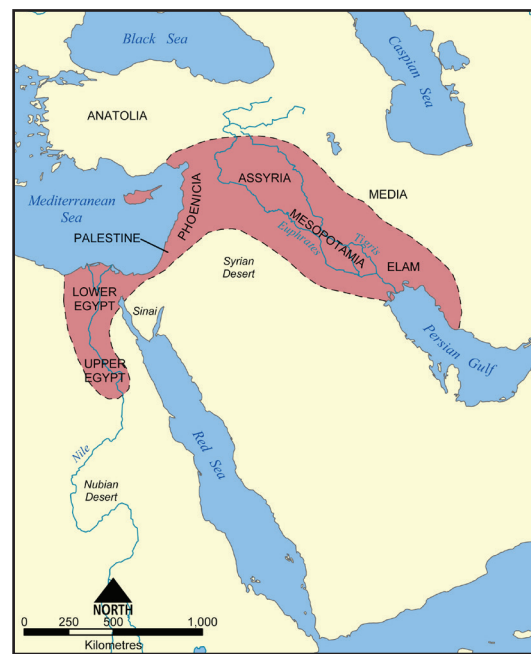 Black Sea
Caspian Sea
ANATOLIA
ASSYRIA
MEDIA
Mediterranean
Sea
PHOENICIA
MESOPOTAMIA
Tigris
Euphrates
PALESTINE
ELAM
Syrian
Desert
LOWER
EGYPT
Sinai
Persian Gulf
UPPER
EGYPT
Red Sea
Nile
Nubian
Desert
NORTH
0 250 500 1,000
Kilometres